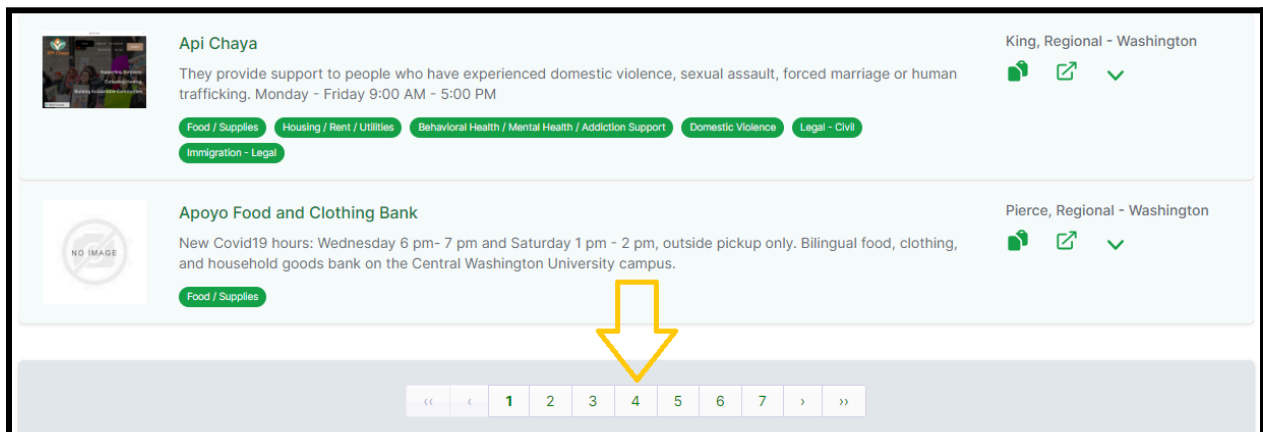 Api Chaya
King, Regional - Washington
They provide support to people who have experienced domestic violence, sexual assault, forced marriage or human
trafficking. Monday - Friday 9:00 AM - 5:00 PM
Food / Supplies Housing / Rent / Utilities Behavioral Health / Mental Health / Addiction Support Domestic Violence Legal - Civil
Immigration - Legal
Apoyo Food and Clothing Bank
Pierce, Regional - Washington
NO IMAGE
New Covid19 hours: Wednesday 6 pm- 7 pm and Saturday 1 pm - 2 pm, outside pickup only. Bilingual food, clothing,
and household goods bank on the Central Washington University campus.
Food / Supplies
‹‹ ‹ 1 2 3 4 5 6 7 › ››